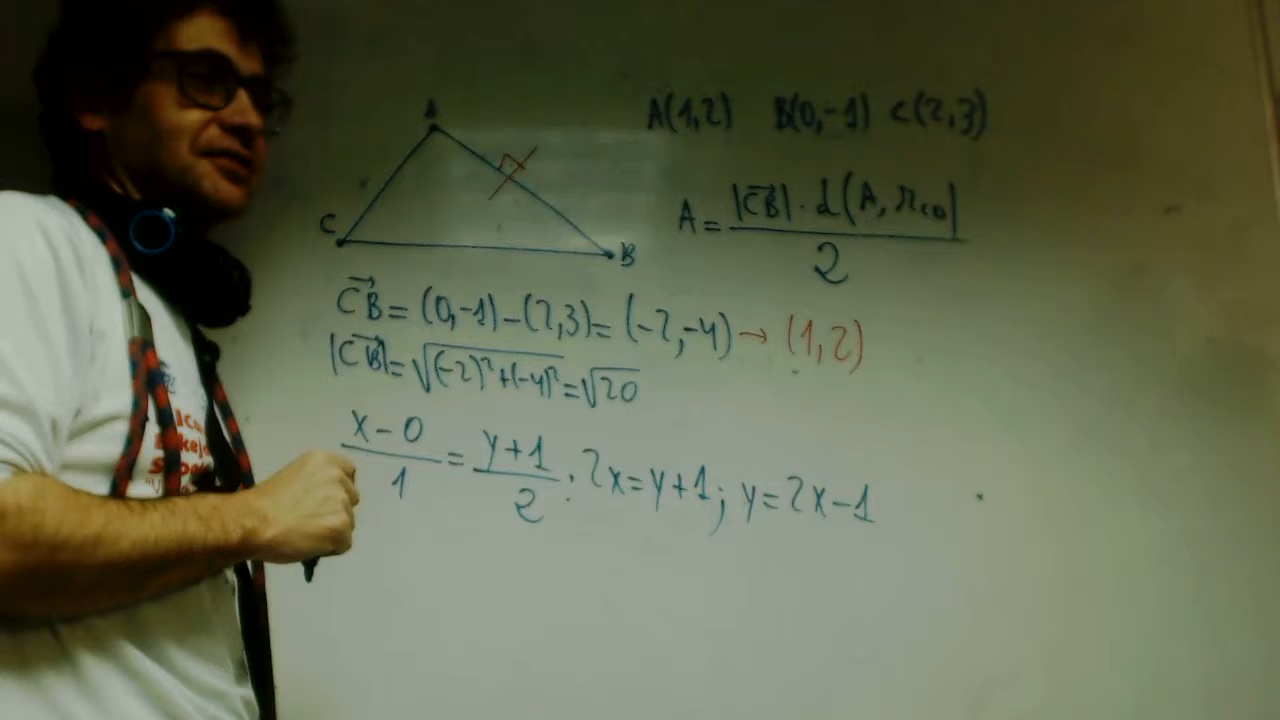 A(1,2) B(0,-1) C(2,3)
A
C
B
A = |CB| · d(A, r_CB) / 2
CB = (0,-1)-(2,3) = (-2,-4) → (1,2)
|CB| = √(-2)²+(-4)² = √20
x-0 / 1 = y+1 / 2 ; 2x=y+1; y=2x-1